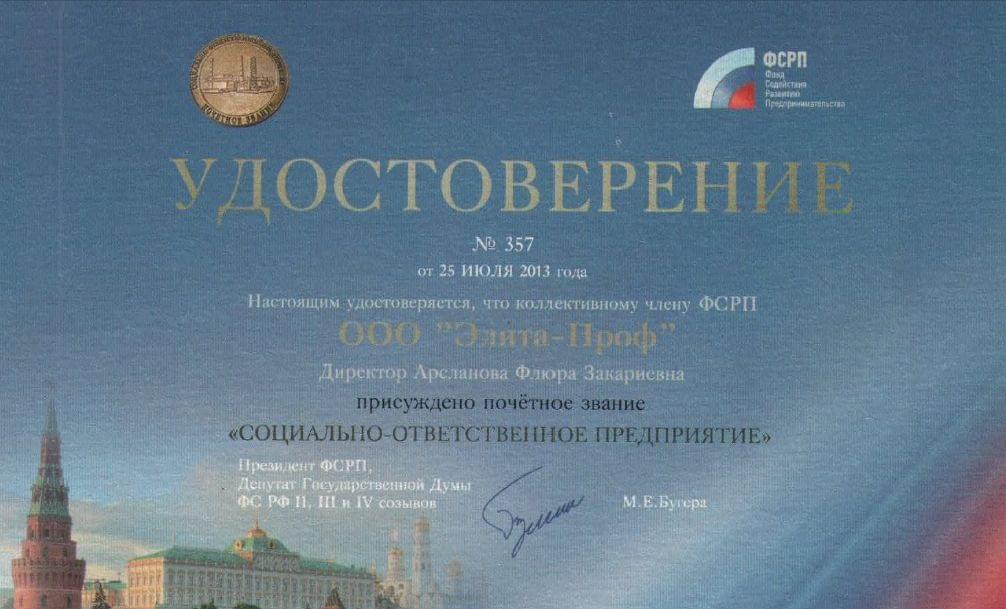 ПОЧЕТНОЕ ЗВАНИЕ
ФСРП
Фонд
Содействия
Развитию
Предпринимательства
УДОСТОВЕРЕНИЕ
№ 357
от 25 ИЮЛЯ 2013 года
Настоящим удостоверяется, что коллективному члену ФСРП
ООО "Элита-Проф"
Директор Арсланова Флюра Закариевна
присуждено почётное звание
«СОЦИАЛЬНО-ОТВЕТСТВЕННОЕ ПРЕДПРИЯТИЕ»
Президент ФСРП,
Депутат Государственной Думы
ФС РФ II, III и IV созывов
М.Е.Бугера